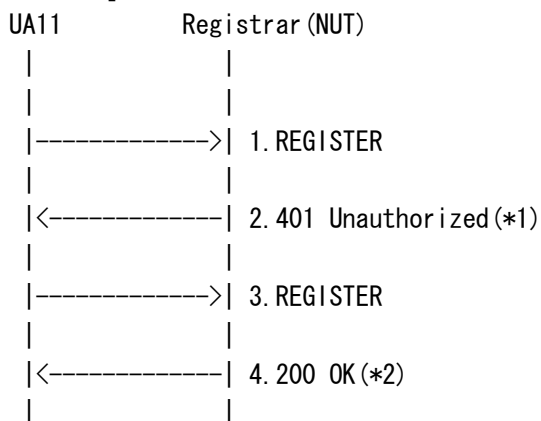 UA11 Registrar(NUT)
1.REGISTER
2.401 Unauthorized(*1)
3.REGISTER
4.200 OK(*2)